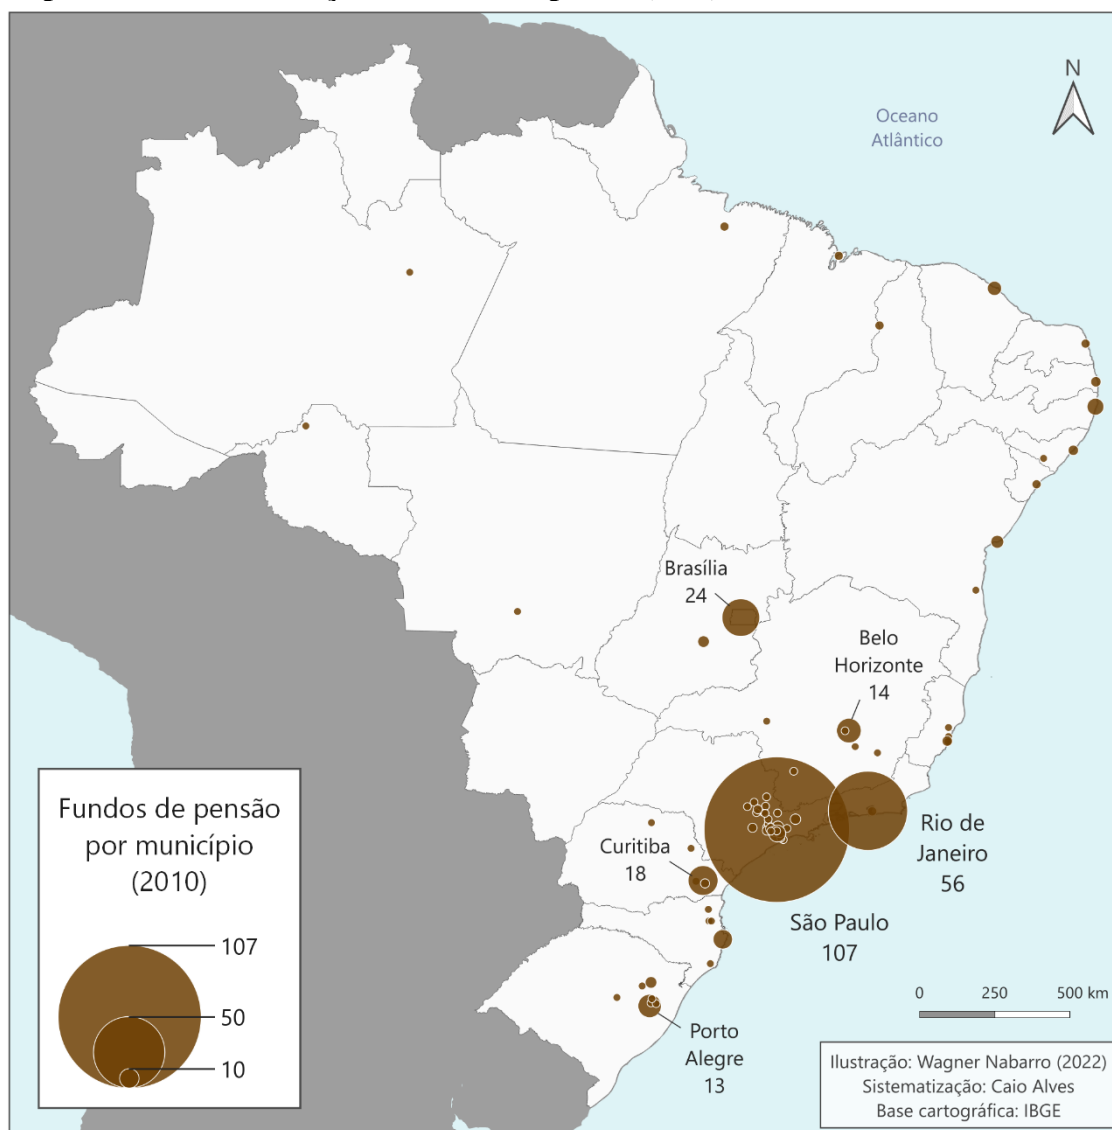 N
Oceano
Atlântico
Brasília
24
Belo
Horizonte
14
Fundos de pensão
por município
(2010)
107
50
10
Curitiba
18
Rio de
Janeiro
56
São Paulo
107
Porto
Alegre
13
0 250 500 km
Ilustração: Wagner Nabarro (2022)
Sistematização: Caio Alves
Base cartográfica: IBGE